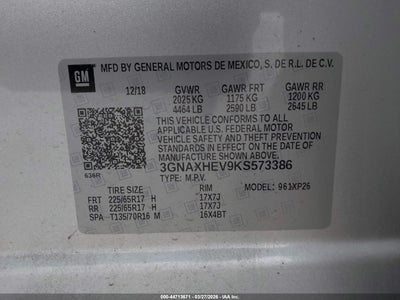 GM MFD BY GENERAL MOTORS DE MEXICO, S. DE R.L. DE C.V.
12/18 GVWR GAWR FRT GAWR RR
2025 KG 1175 KG 1200 KG
4464 LB 2590 LB 2645 LB
THIS VEHICLE CONFORMS TO ALL APPLICABLE
U.S. FEDERAL MOTOR VEHICLE SAFETY AND
THEFT PREVENTION STANDARDS IN EFFECT
ON THE DATE OF MANUFACTURE SHOWN ABOVE.
3GNAXHEV9KS573386
636R TYPE: M.P.V.
TIRE SIZE RIM MODEL: 961XP26
FRT 225/65R17 H 17X7J
RR 225/65R17 H 17X7J
SPA T135/70R16 M 16X4BT
IMAGE: 000-44713671 - 03/27/2026 - IAA, Inc.